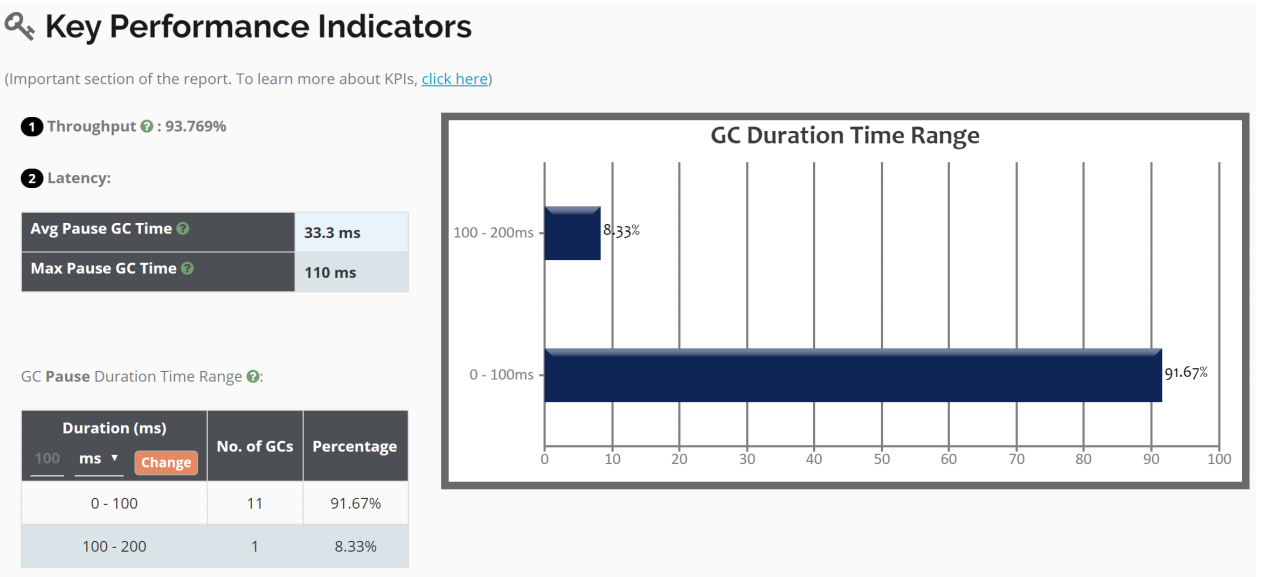 Key Performance Indicators
(Important section of the report. To learn more about KPIs, click here)
1 Throughput ? : 93.769%
2 Latency:
Avg Pause GC Time ? 33.3 ms
Max Pause GC Time ? 110 ms
GC Pause Duration Time Range ?:
Duration (ms) No. of GCs Percentage
100 ms ▼ Change
0 - 100 11 91.67%
100 - 200 1 8.33%
GC Duration Time Range
100 - 200ms 8.33%
0 - 100ms 91.67%
0 10 20 30 40 50 60 70 80 90 100